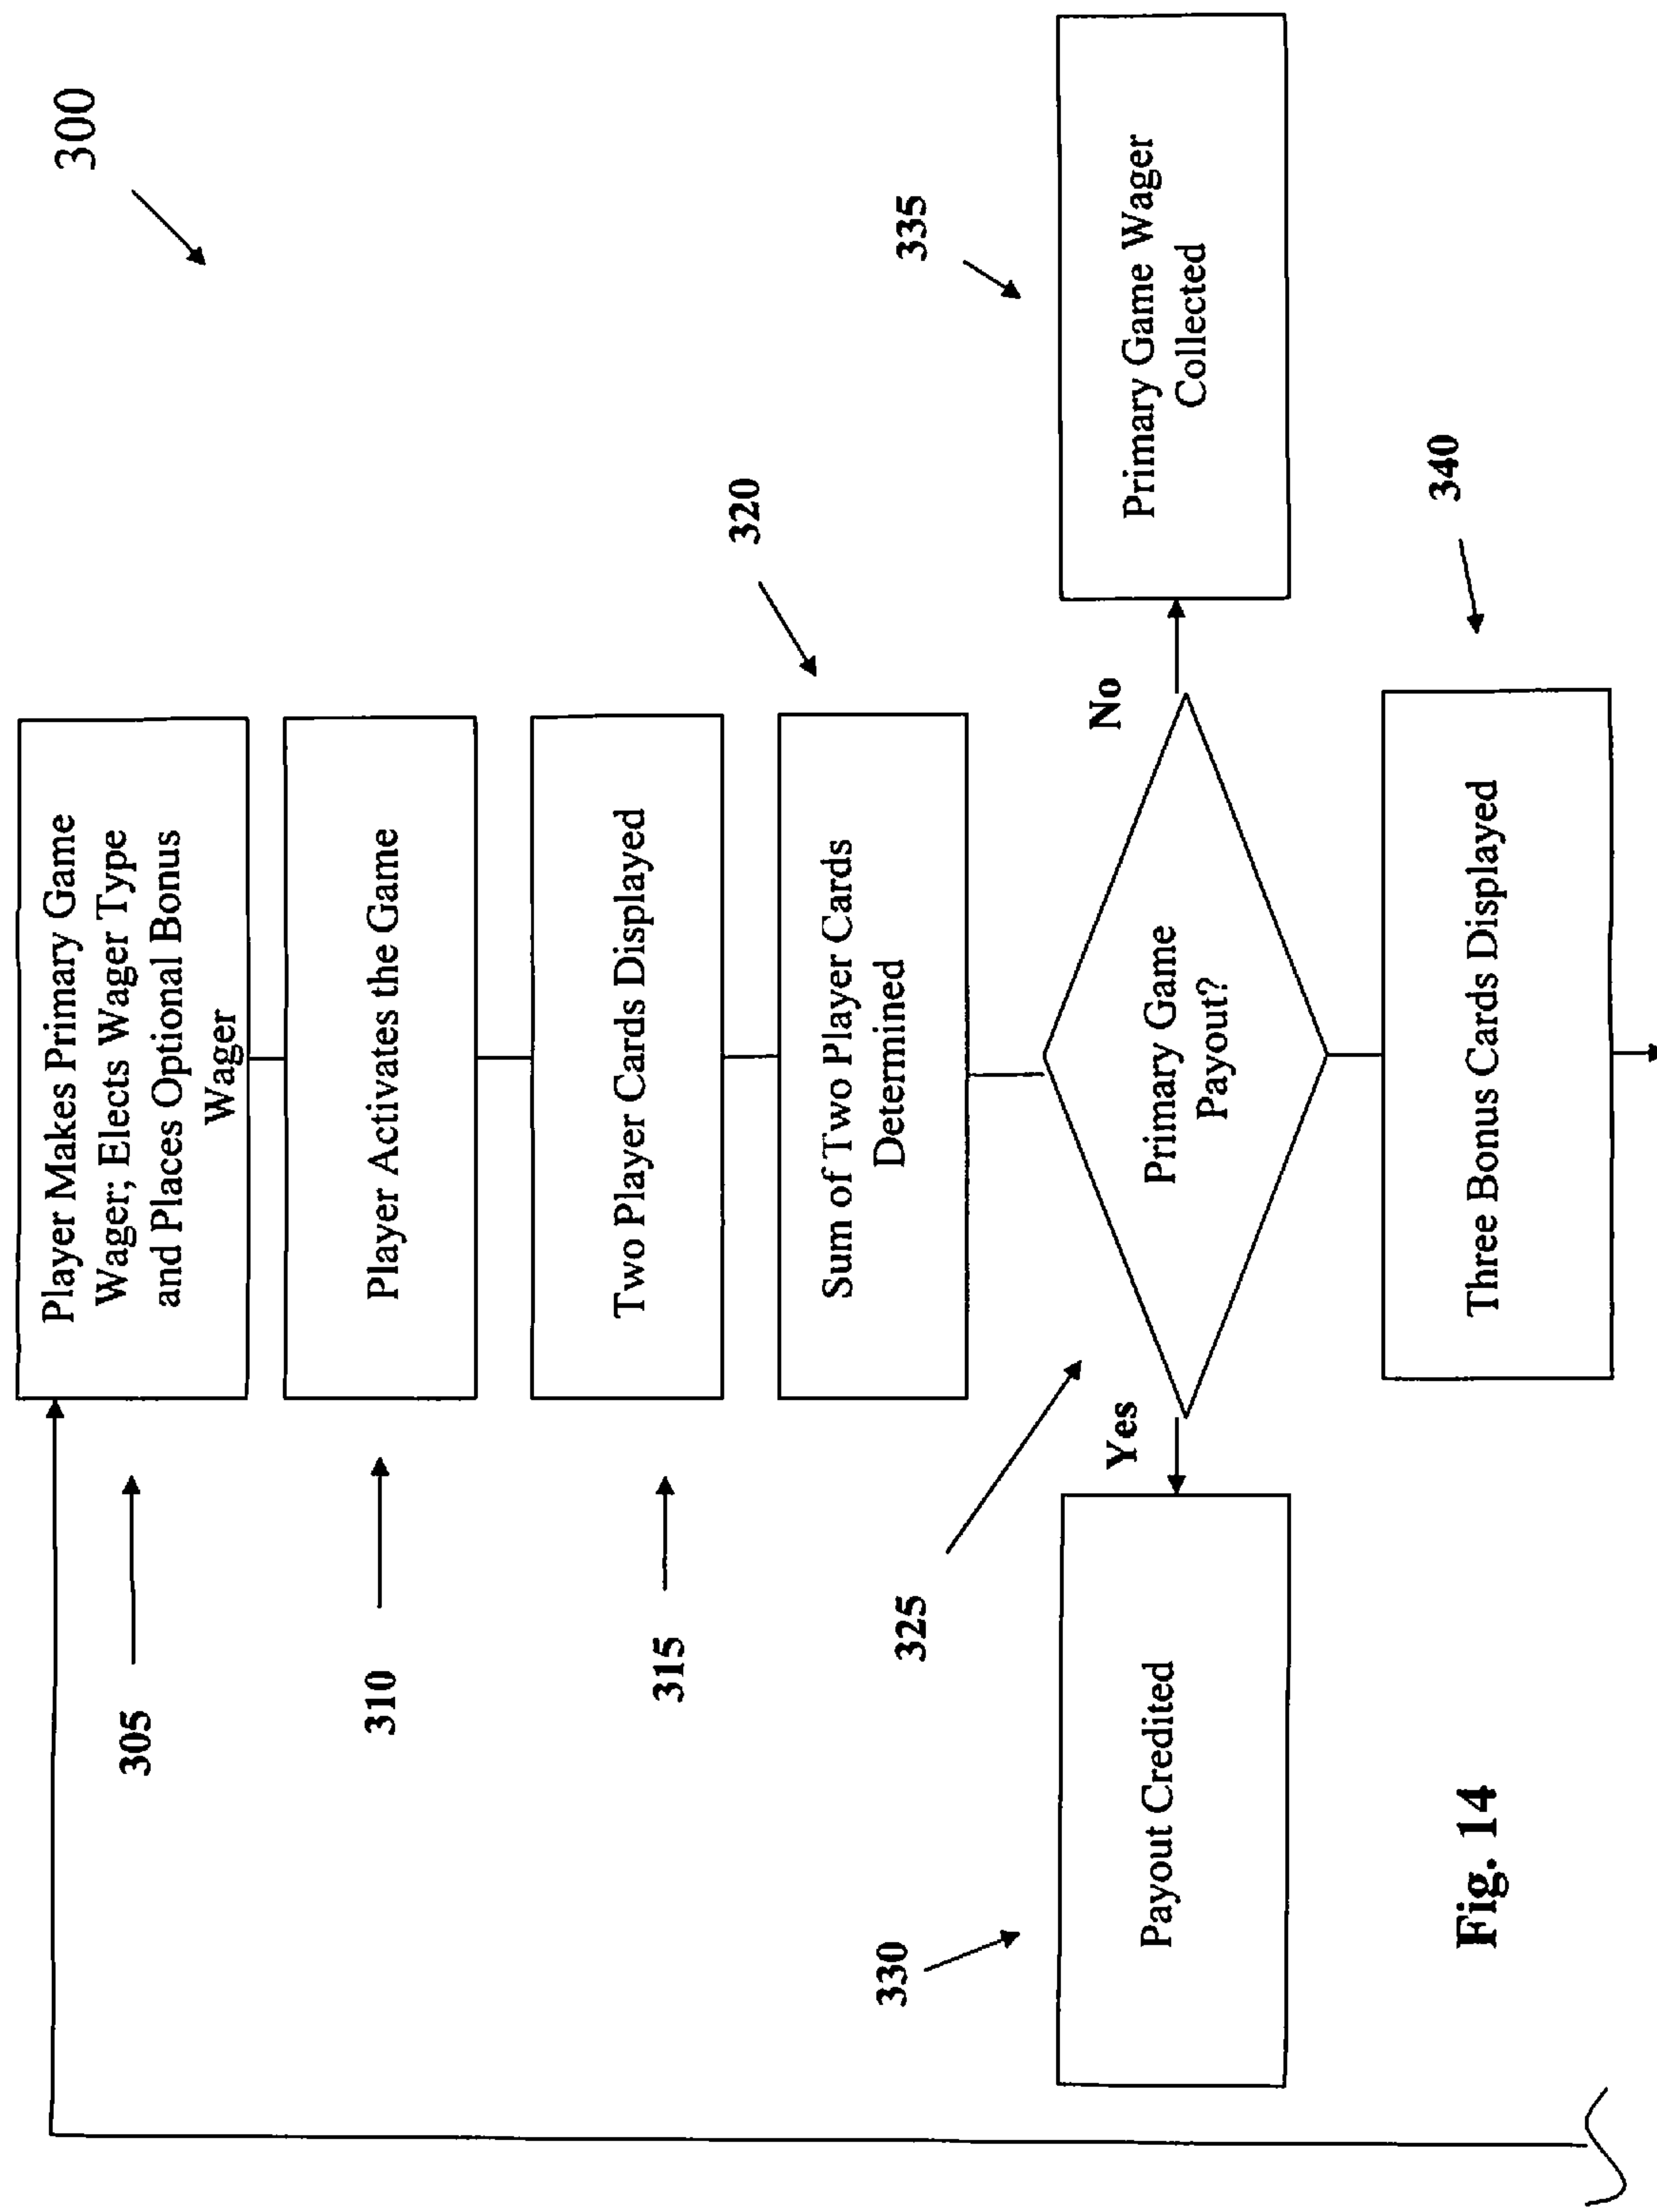 300
Player Makes Primary Game
Wager; Elects Wager Type
and Places Optional Bonus
Wager
305
Player Activates the Game
310
Two Player Cards Displayed
315
Sum of Two Player Cards
Determined
320
Primary Game
Payout?
325
Yes
No
Payout Credited
330
Primary Game Wager
Collected
335
Three Bonus Cards Displayed
340
Fig. 14